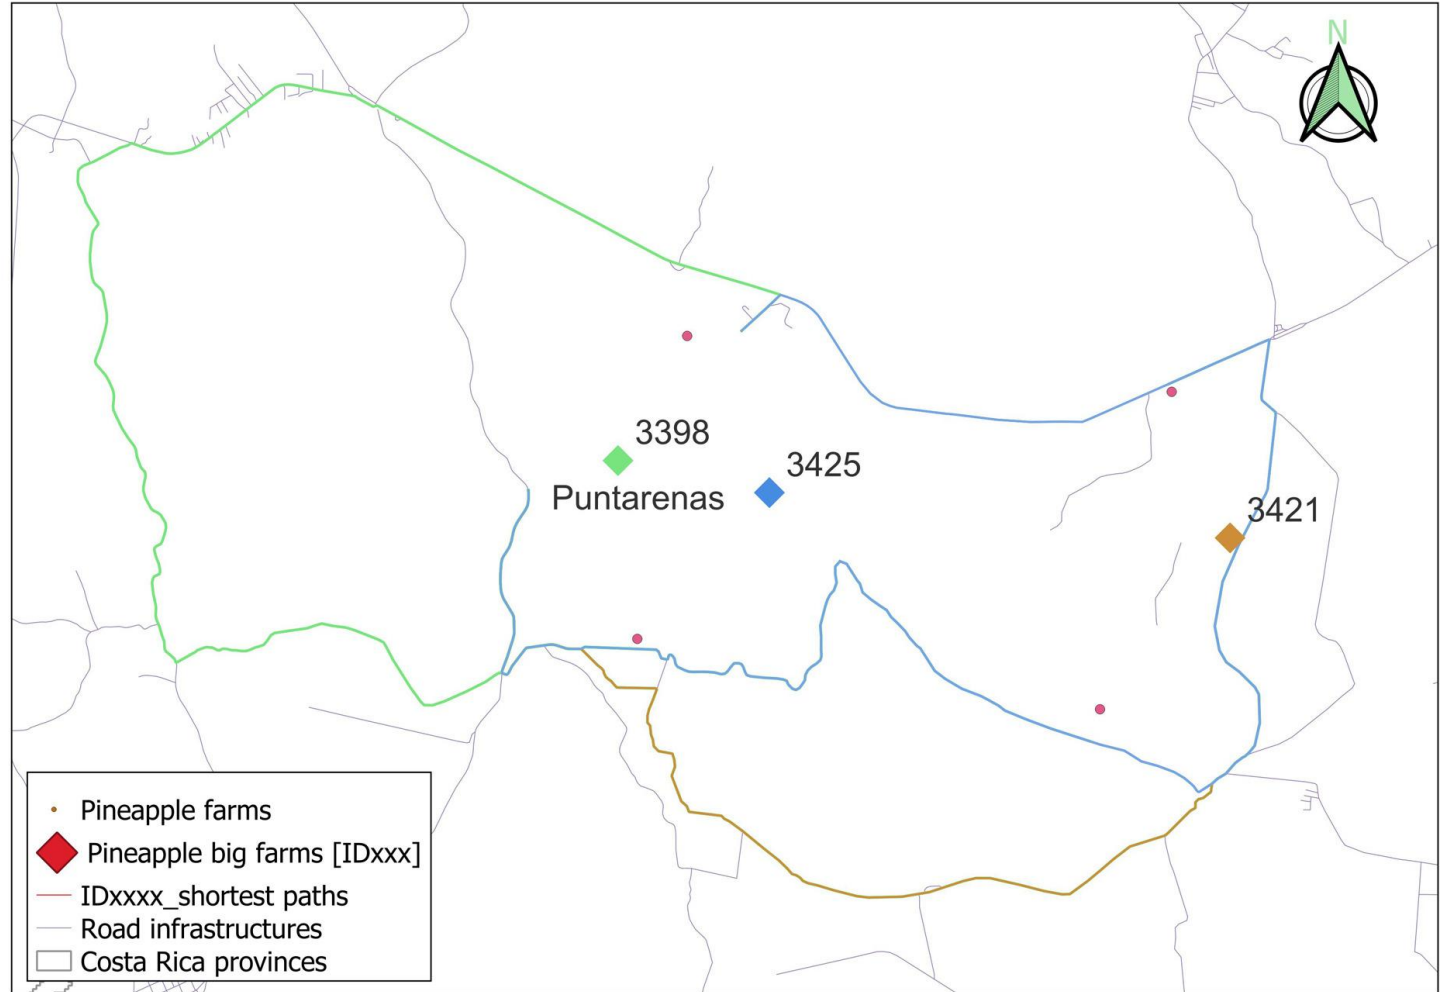 N
3398
3425
Puntarenas
3421
Pineapple farms
Pineapple big farms [IDxxx]
IDxxxx_shortest paths
Road infrastructures
Costa Rica provinces